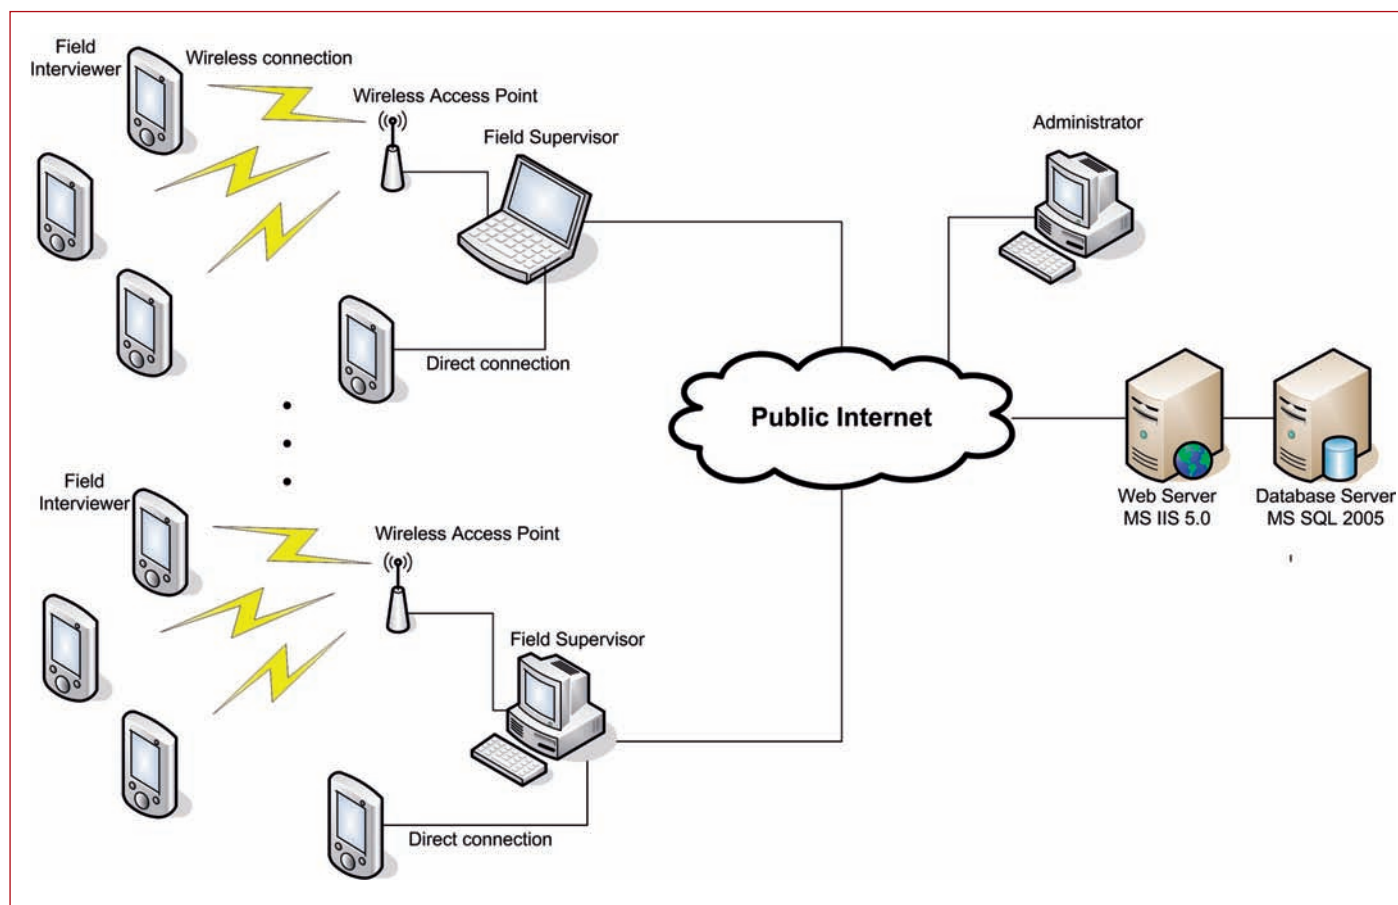 Field
Interviewer
Wireless connection
Wireless Access Point
Field Supervisor
Administrator
Direct connection
Public Internet
Field
Interviewer
Web Server
MS IIS 5.0
Database Server
MS SQL 2005
Wireless Access Point
Field Supervisor
Direct connection